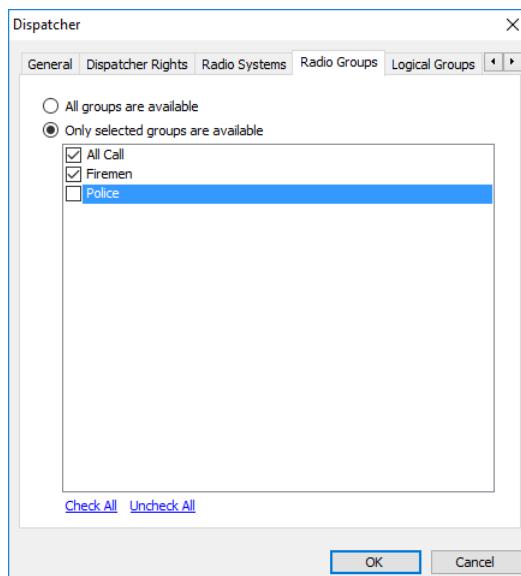 Dispatcher
General Dispatcher Rights Radio Systems Radio Groups Logical Groups
All groups are available
Only selected groups are available
All Call
Firemen
Police
Check All Uncheck All
OK Cancel